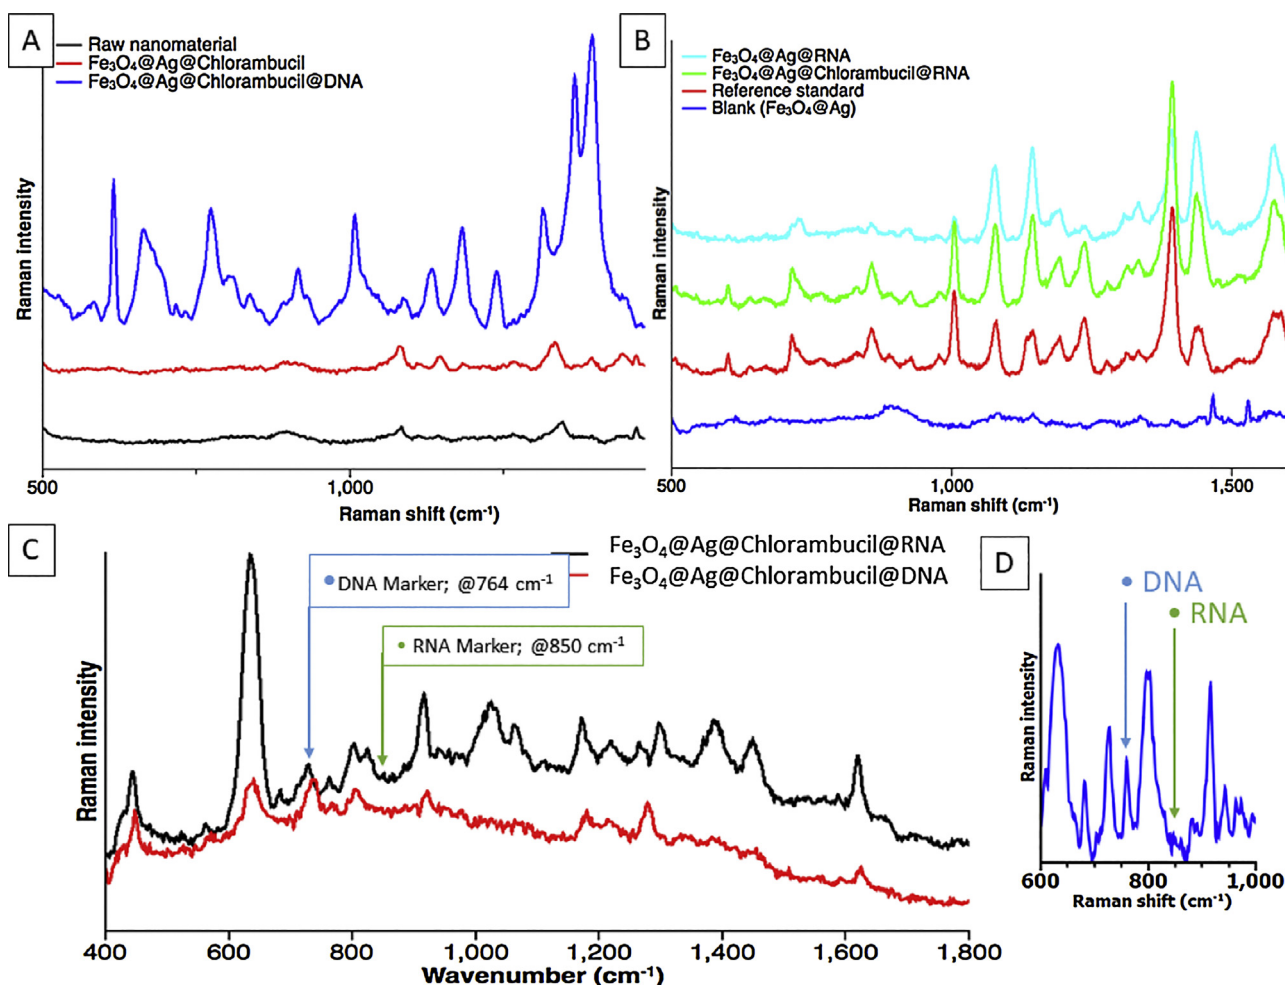 A
Raw nanomaterial
Fe₃O₄@Ag@Chlorambucil
Fe₃O₄@Ag@Chlorambucil@DNA
Raman intensity
500
1,000
Raman shift (cm⁻¹)
B
Fe₃O₄@Ag@RNA
Fe₃O₄@Ag@Chlorambucil@RNA
Reference standard
Blank (Fe₃O₄@Ag)
Raman intensity
500
1,000
1,500
Raman shift (cm⁻¹)
C
Fe₃O₄@Ag@Chlorambucil@RNA
Fe₃O₄@Ag@Chlorambucil@DNA
DNA Marker; @764 cm⁻¹
RNA Marker; @850 cm⁻¹
Raman intensity
400
600
800
1,000
1,200
1,400
1,600
1,800
Wavenumber (cm⁻¹)
D
DNA
RNA
Raman intensity
600
800
1,000
Raman shift (cm⁻¹)